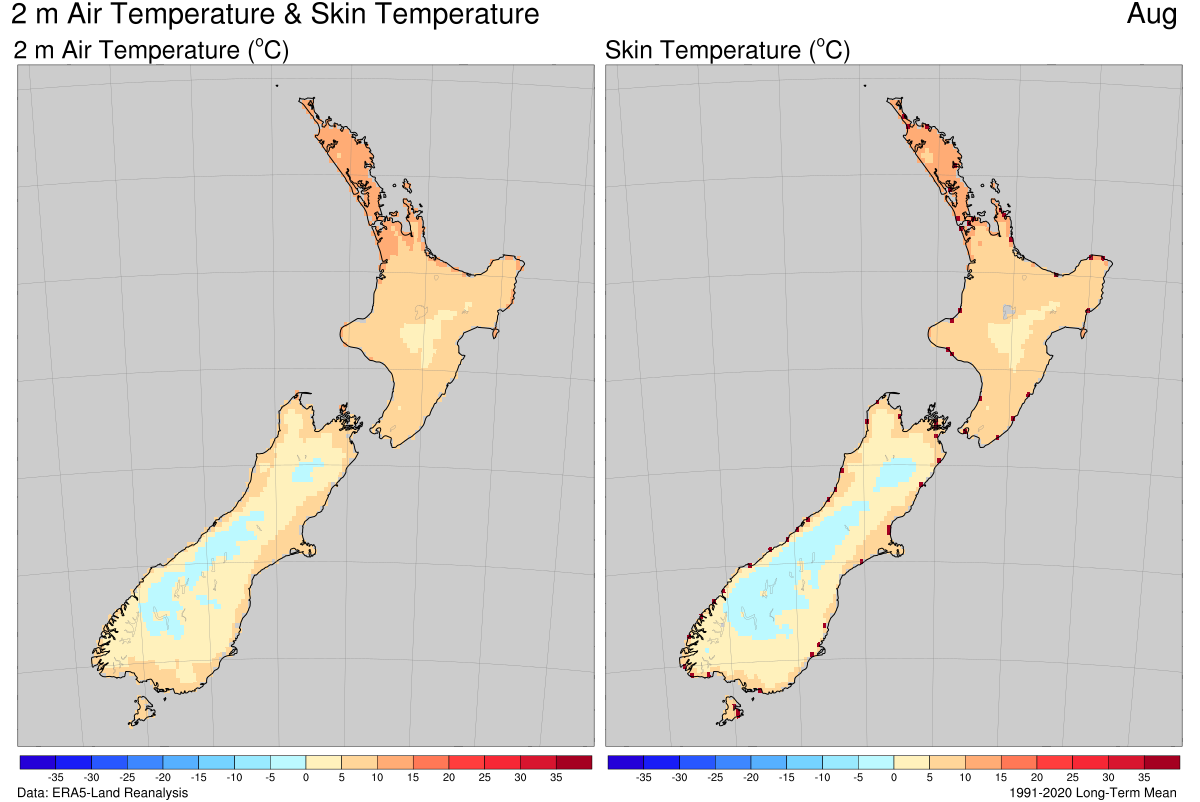 2 m Air Temperature & Skin Temperature Aug
2 m Air Temperature (°C) Skin Temperature (°C)
-35 -30 -25 -20 -15 -10 -5 0 5 10 15 20 25 30 35 -35 -30 -25 -20 -15 -10 -5 0 5 10 15 20 25 30 35
Data: ERA5-Land Reanalysis 1991-2020 Long-Term Mean